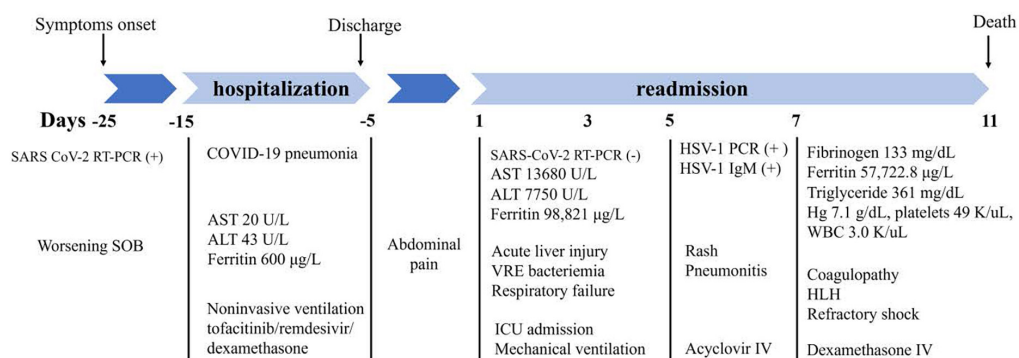 Symptoms onset
Discharge
Death
hospitalization
readmission
Days -25
-15
-5
1
3
5
7
11
SARS CoV-2 RT-PCR (+)
Worsening SOB
COVID-19 pneumonia
AST 20 U/L
ALT 43 U/L
Ferritin 600 μg/L
Noninvasive ventilation
tofacitinib/remdesivir/
dexamethasone
Abdominal
pain
SARS-CoV-2 RT-PCR (-)
AST 13680 U/L
ALT 7750 U/L
Ferritin 98,821 μg/L
Acute liver injury
VRE bacteriemia
Respiratory failure
ICU admission
Mechanical ventilation
HSV-1 PCR (+ )
HSV-1 IgM (+)
Rash
Pneumonitis
Acyclovir IV
Fibrinogen 133 mg/dL
Ferritin 57,722.8 μg/L
Triglyceride 361 mg/dL
Hg 7.1 g/dL, platelets 49 K/uL,
WBC 3.0 K/uL
Coagulopathy
HLH
Refractory shock
Dexamethasone IV